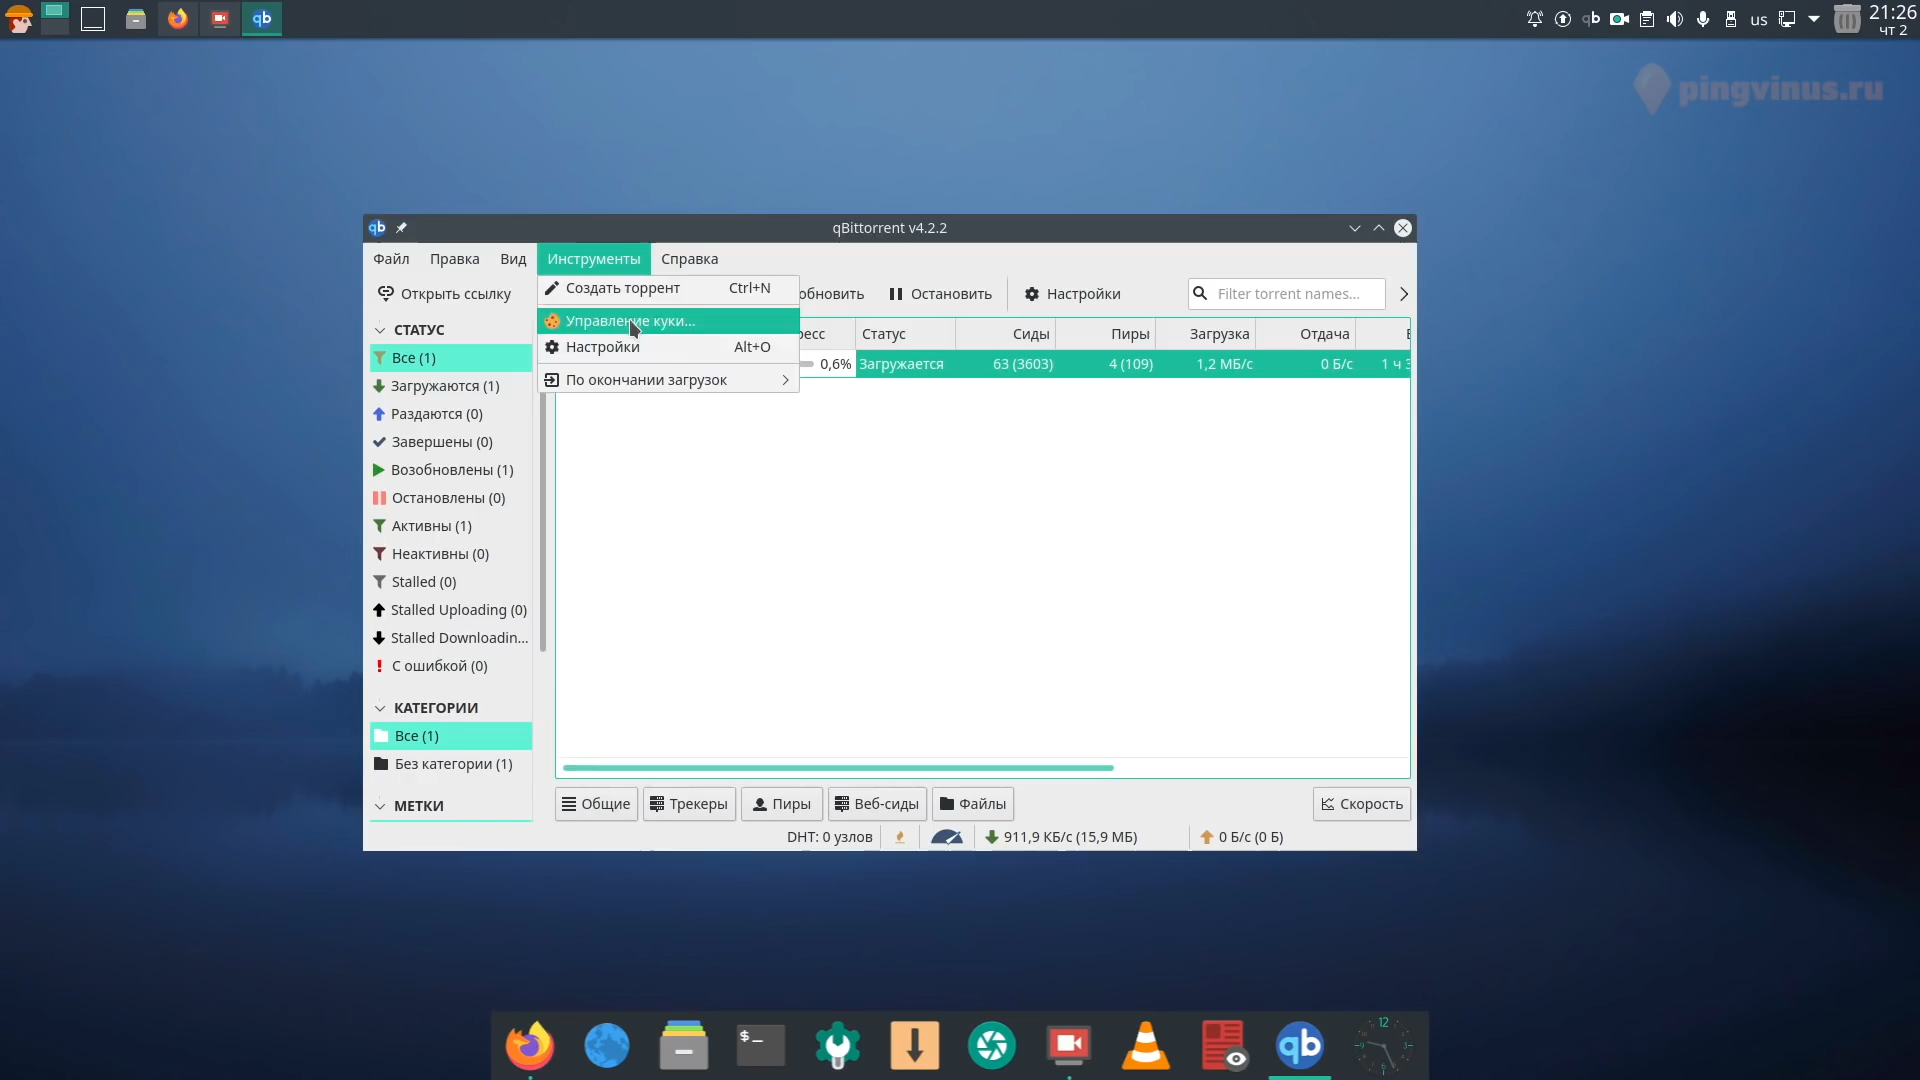 us
21:26
чт 2
pingvinus.ru
qb
qBittorrent v4.2.2
Файл Правка Вид Инструменты Справка
Открыть ссылку
Остановить Настройки Filter torrent names...
Создать торрент Ctrl+N
Управление куки...
Настройки Alt+O
По окончании загрузок
Статус Сиды Пиры Загрузка Отдача
0,6% Загружается 63 (3603) 4 (109) 1,2 МБ/с 0 Б/с 1 ч
СТАТУС
Все (1)
Загружаются (1)
Раздаются (0)
Завершены (0)
Возобновлены (1)
Остановлены (0)
Активны (1)
Неактивны (0)
Stalled (0)
Stalled Uploading (0)
Stalled Downloadin...
С ошибкой (0)
КАТЕГОРИИ
Все (1)
Без категории (1)
МЕТКИ
Общие Трекеры Пиры Веб-сиды Файлы Скорость
DHT: 0 узлов 911,9 КБ/с (15,9 МБ) 0 Б/с (0 Б)
$_
qb
12